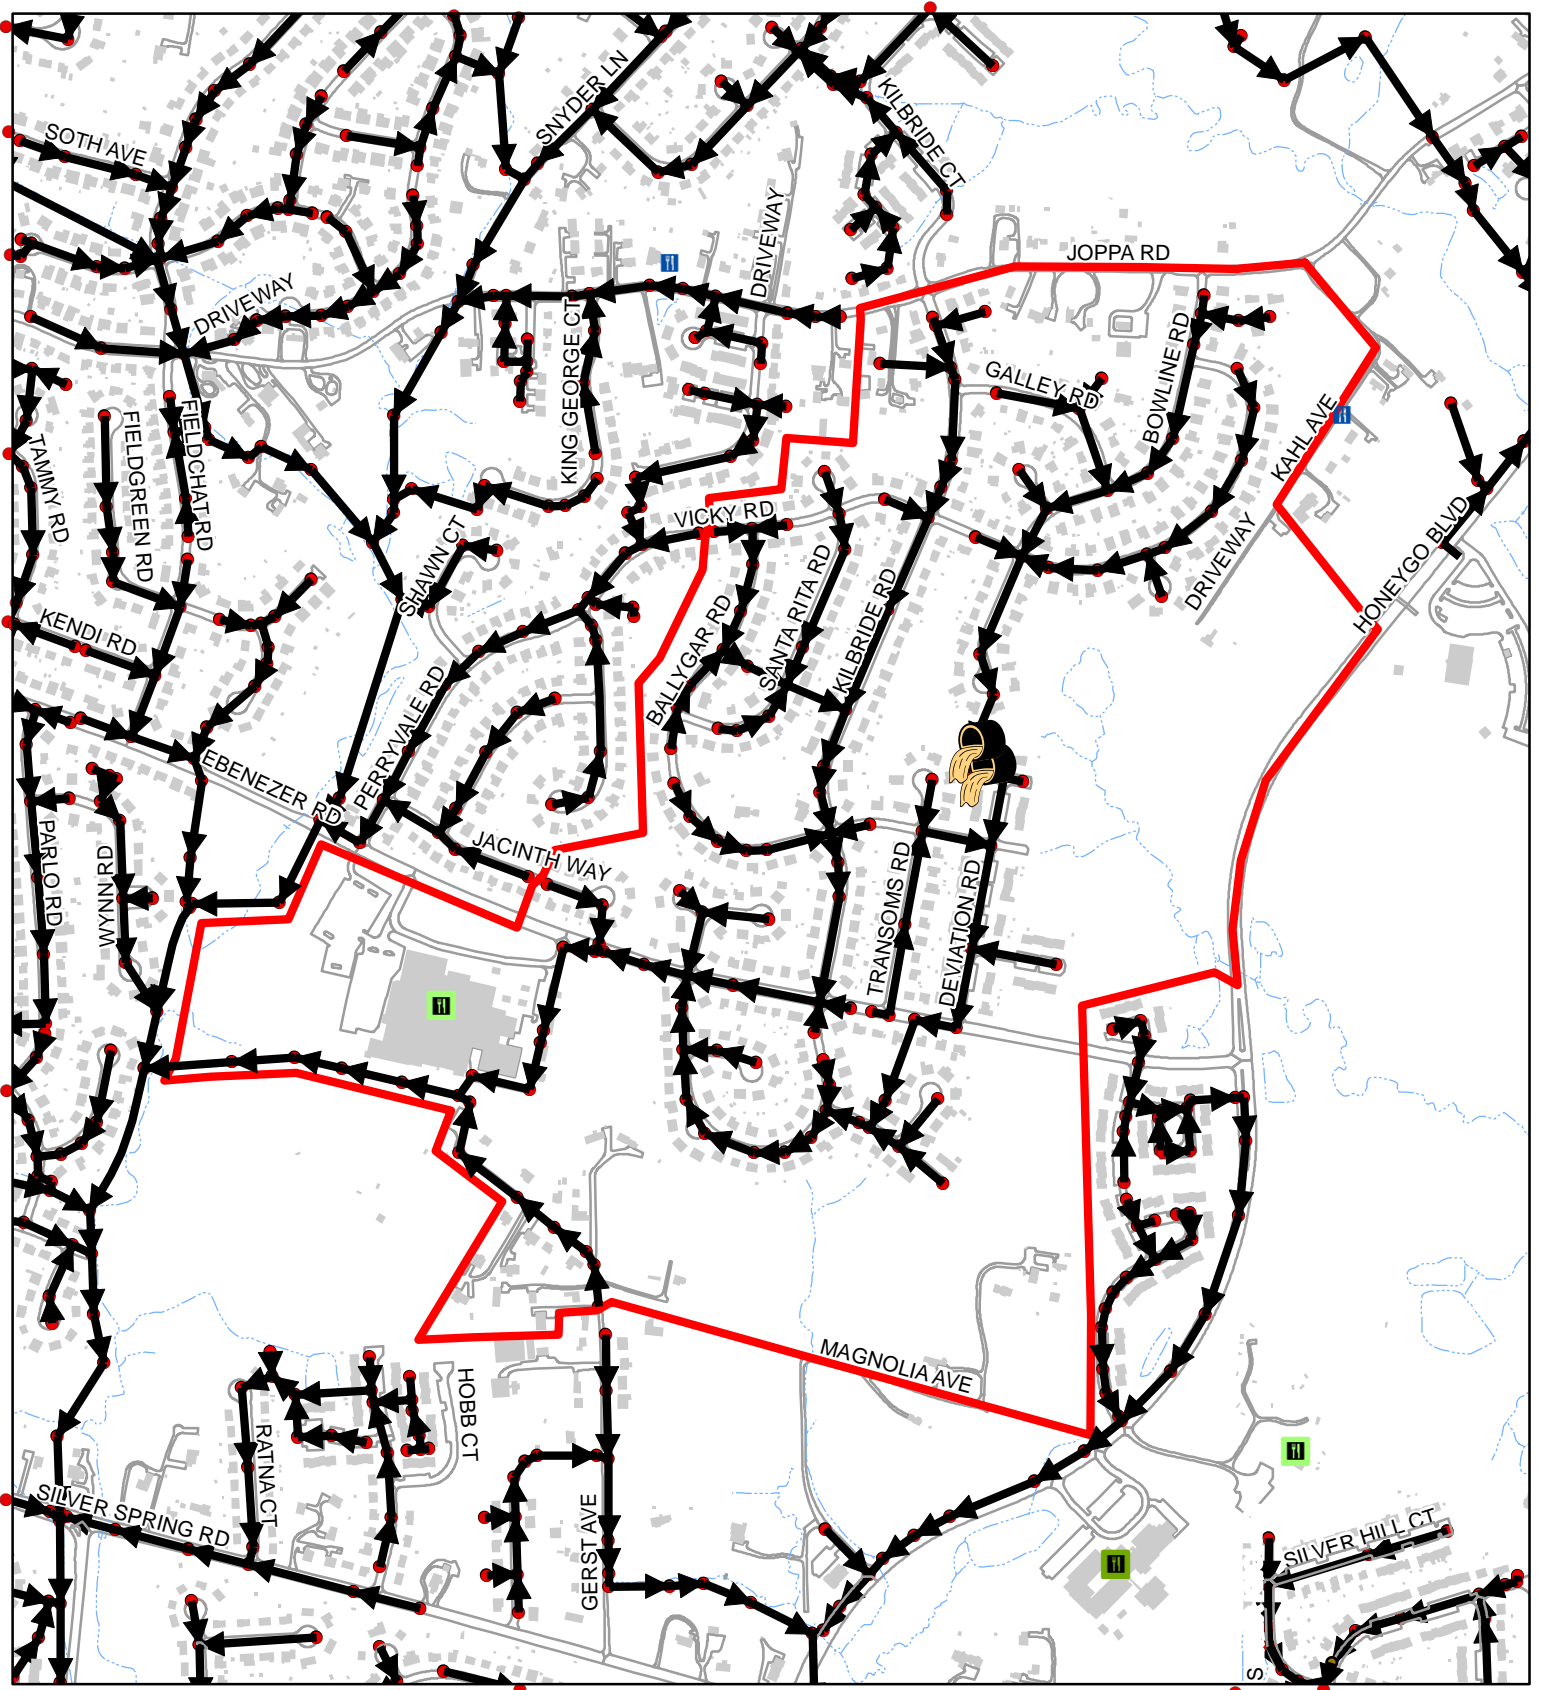 SNYDER LN
KILBRIDE CT
SOTH AVE
DRIVEWAY
JOPPA RD
DRIVEWAY
KING GEORGE CT
BOWLINE RD
GALLEY RD
KAHL AVE
FIELDCHAT RD
FIELDGREEN RD
TAMMY RD
VICKY RD
SHAWN CT
HONEYGO BLVD
DRIVEWAY
SANTA RITA RD
KILBRIDE RD
BALLYGAR RD
KENDI RD
PERRYVALE RD
EBENEZER RD
JACINTH WAY
PARLO RD
WYNN RD
TRANSOMS RD
DEVIATION RD
MAGNOLIA AVE
HOBB CT
RATNA CT
SILVER SPRING RD
GERST AVE
SILVER HILL CT
S